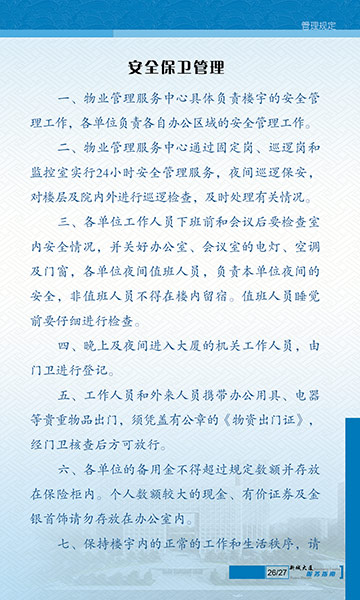 管理规定
安全保卫管理
一、物业管理服务中心具体负责楼宇的安全管
理工作，各单位负责各自办公区域的安全管理工作。
二、物业管理服务中心通过固定岗、巡逻岗和
监控室实行24小时安全管理服务，夜间巡逻保安，
对楼层及院内外进行巡逻检查，及时处理有关情况。
三、各单位工作人员下班前和会议后要检查室
内安全情况，并关好办公室、会议室的电灯、空调
及门窗，各单位夜间值班人员，负责本单位夜间的
安全，非值班人员不得在楼内留宿。值班人员睡觉
前要仔细进行检查。
四、晚上及夜间进入大厦的机关工作人员，由
门卫进行登记。
五、工作人员和外来人员携带办公用具、电器
等贵重物品出门，须凭盖有公章的《物资出门证》，
经门卫核查后方可放行。
六、各单位的备用金不得超过规定数额并存放
在保险柜内。个人数额较大的现金、有价证券及金
银首饰请勿存放在办公室内。
七、保持楼宇内的正常的工作和生活秩序，请
26/27
新城大厦
服务指南